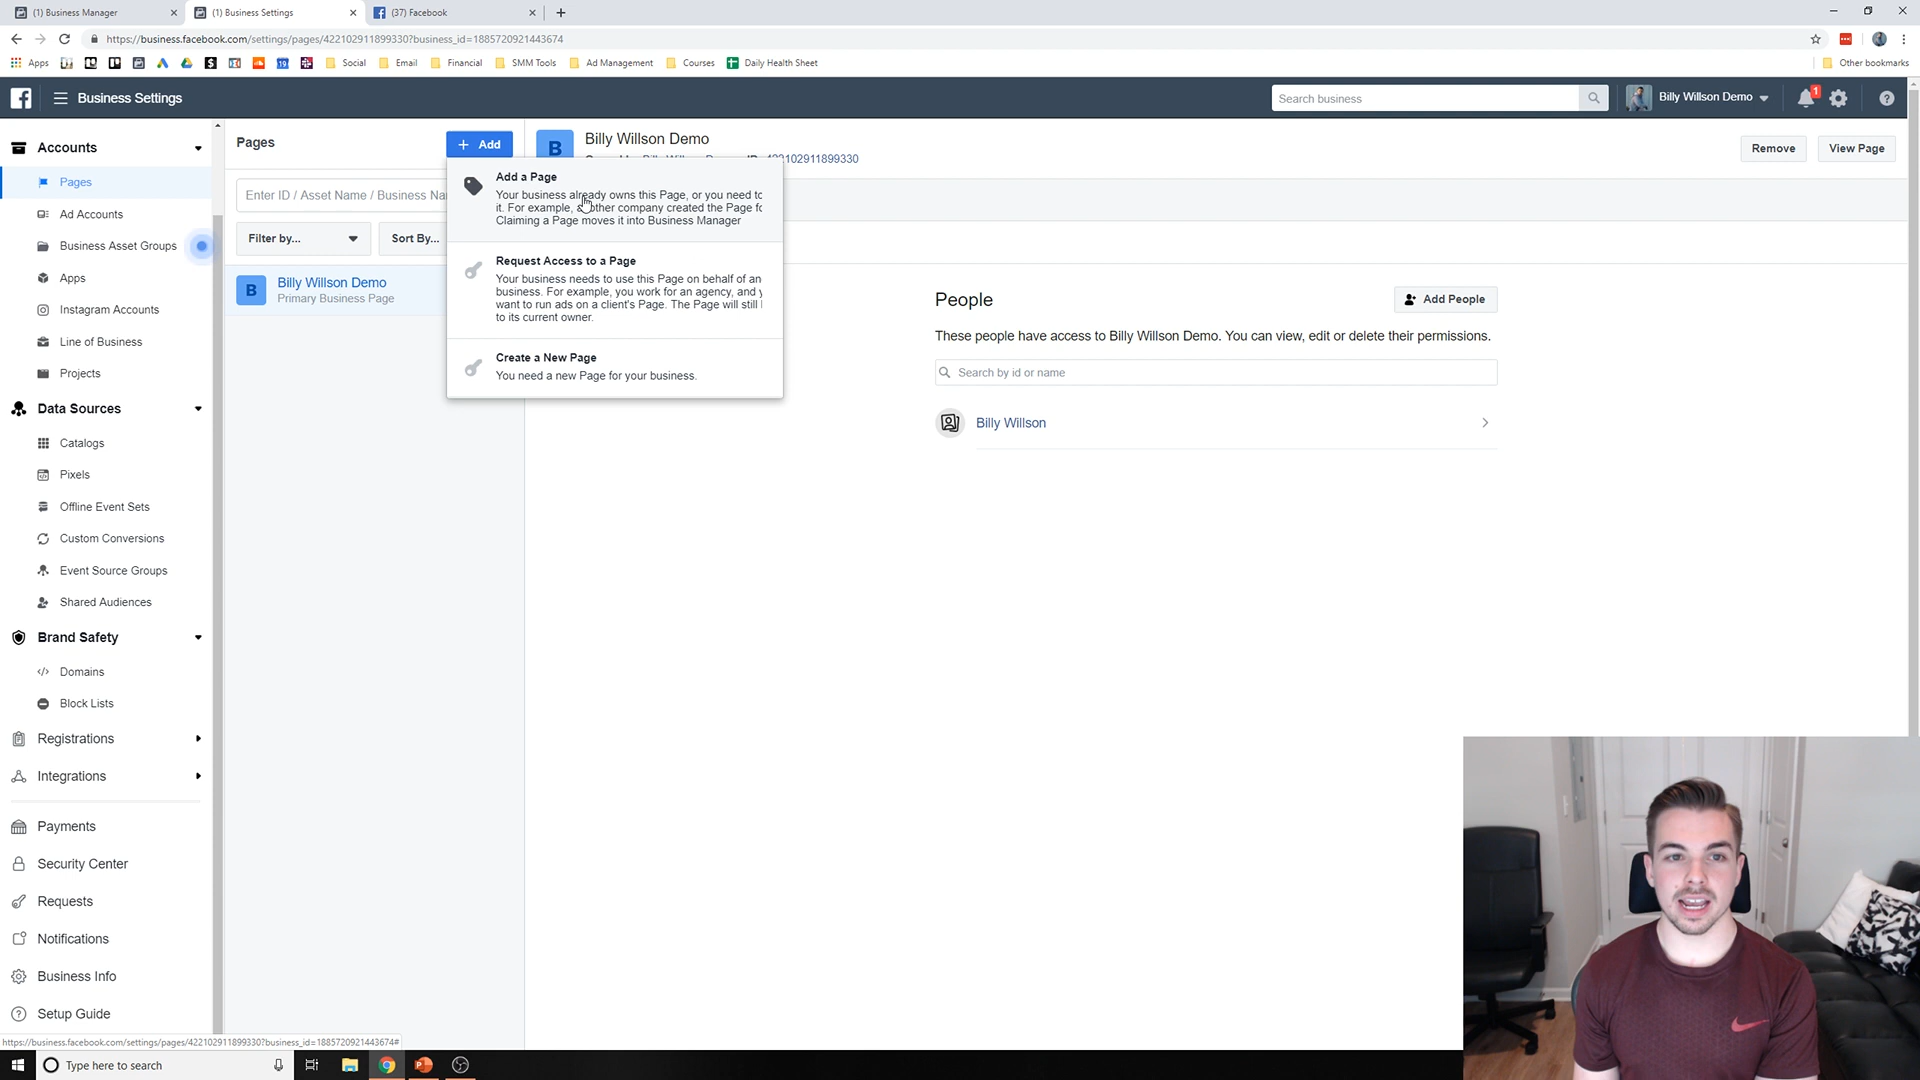 (1) Business Manager
(1) Business Settings
(37) Facebook
https://business.facebook.com/settings/pages/422102911899330?business_id=1885720921443674
Apps
Social
Email
Financial
SMM Tools
Ad Management
Courses
Daily Health Sheet
Other bookmarks
Business Settings
Search business
Billy Willson Demo
1
Accounts
Pages
Ad Accounts
Business Asset Groups
Apps
Instagram Accounts
Line of Business
Projects
Data Sources
Catalogs
Pixels
Offline Event Sets
Custom Conversions
Event Source Groups
Shared Audiences
Brand Safety
Domains
Block Lists
Registrations
Integrations
Payments
Security Center
Requests
Notifications
Business Info
Setup Guide
Pages
+ Add
Enter ID / Asset Name / Business Na
Filter by...
Sort By...
B
Billy Willson Demo
Primary Business Page
Add a Page
Your business already owns this Page, or you need to
it. For example, another company created the Page fo
Claiming a Page moves it into Business Manager
Request Access to a Page
Your business needs to use this Page on behalf of an
business. For example, you work for an agency, and y
want to run ads on a client's Page. The Page will still
to its current owner.
Create a New Page
You need a new Page for your business.
B
Billy Willson Demo
422102911899330
Remove
View Page
People
Add People
These people have access to Billy Willson Demo. You can view, edit or delete their permissions.
Search by id or name
Billy Willson
https://business.facebook.com/settings/pages/422102911899330?business_id=1885720921443674#
Type here to search